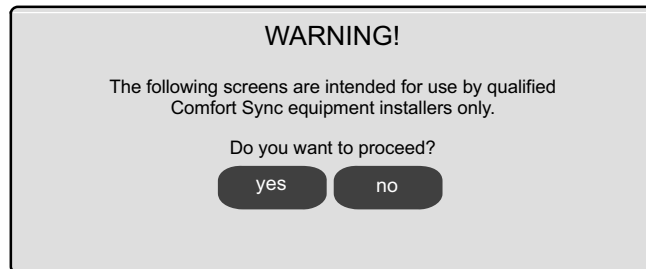 WARNING!
The following screens are intended for use by qualified
Comfort Sync equipment installers only.
Do you want to proceed?
yes no